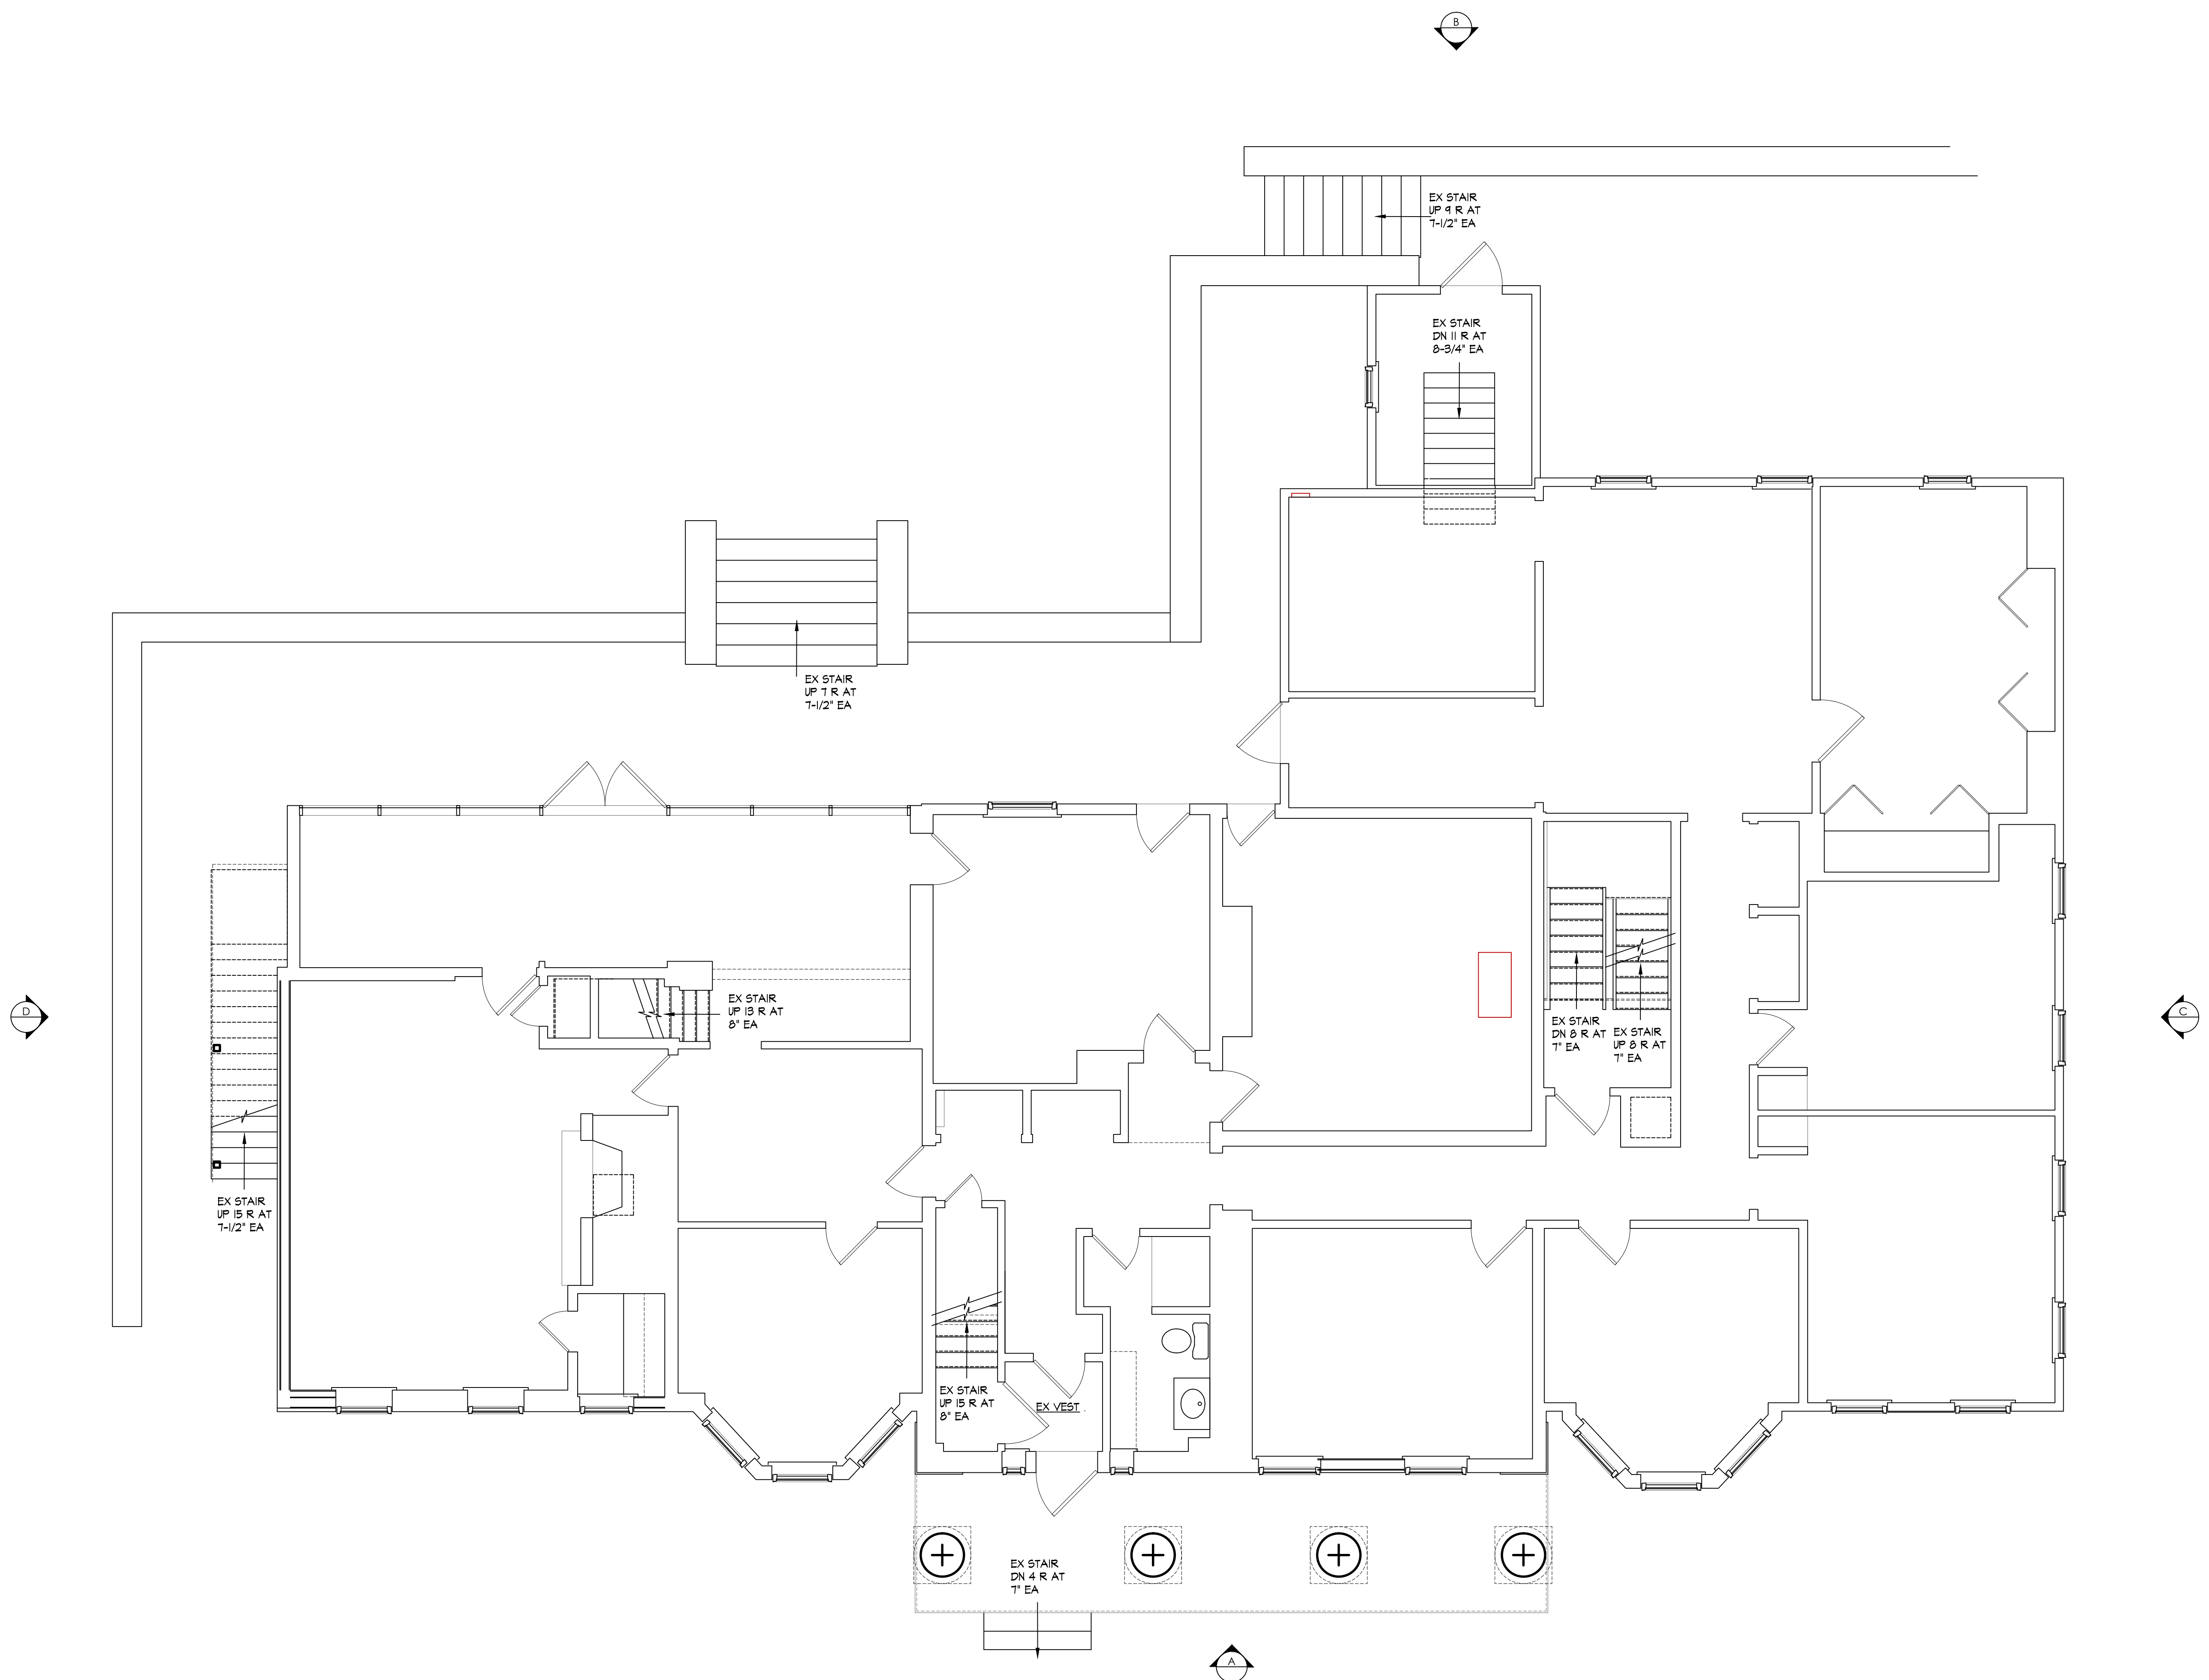 B
EX STAIR
UP 9 R AT
7-1/2" EA
EX STAIR
DN 11 R AT
8-3/4" EA
EX STAIR
UP 7 R AT
7-1/2" EA
EX STAIR
UP 13 R AT
8" EA
D
C
EX STAIR
DN 8 R AT
7" EA
EX STAIR
UP 8 R AT
7" EA
EX STAIR
UP 15 R AT
7-1/2" EA
EX STAIR
UP 15 R AT
8" EA
EX VEST
EX STAIR
DN 4 R AT
7" EA
A